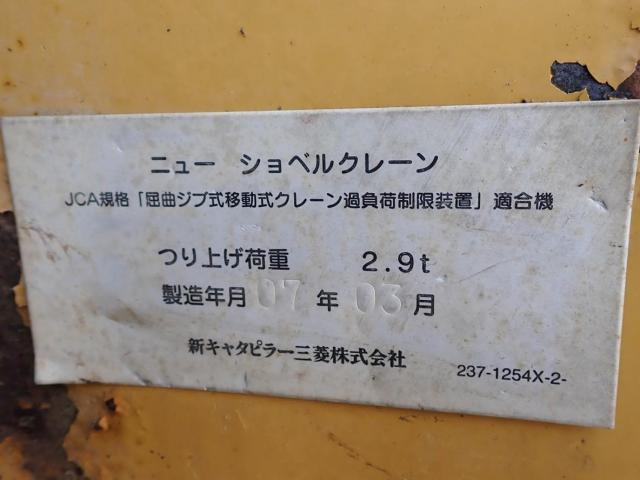 ニュー ショベルクレーン
JCA規格「屈曲ジブ式移動式クレーン過負荷制限装置」適合機
つり上げ荷重 2.9t
製造年月 07 年 03 月
新キャタピラー三菱株式会社
237-1254X-2-